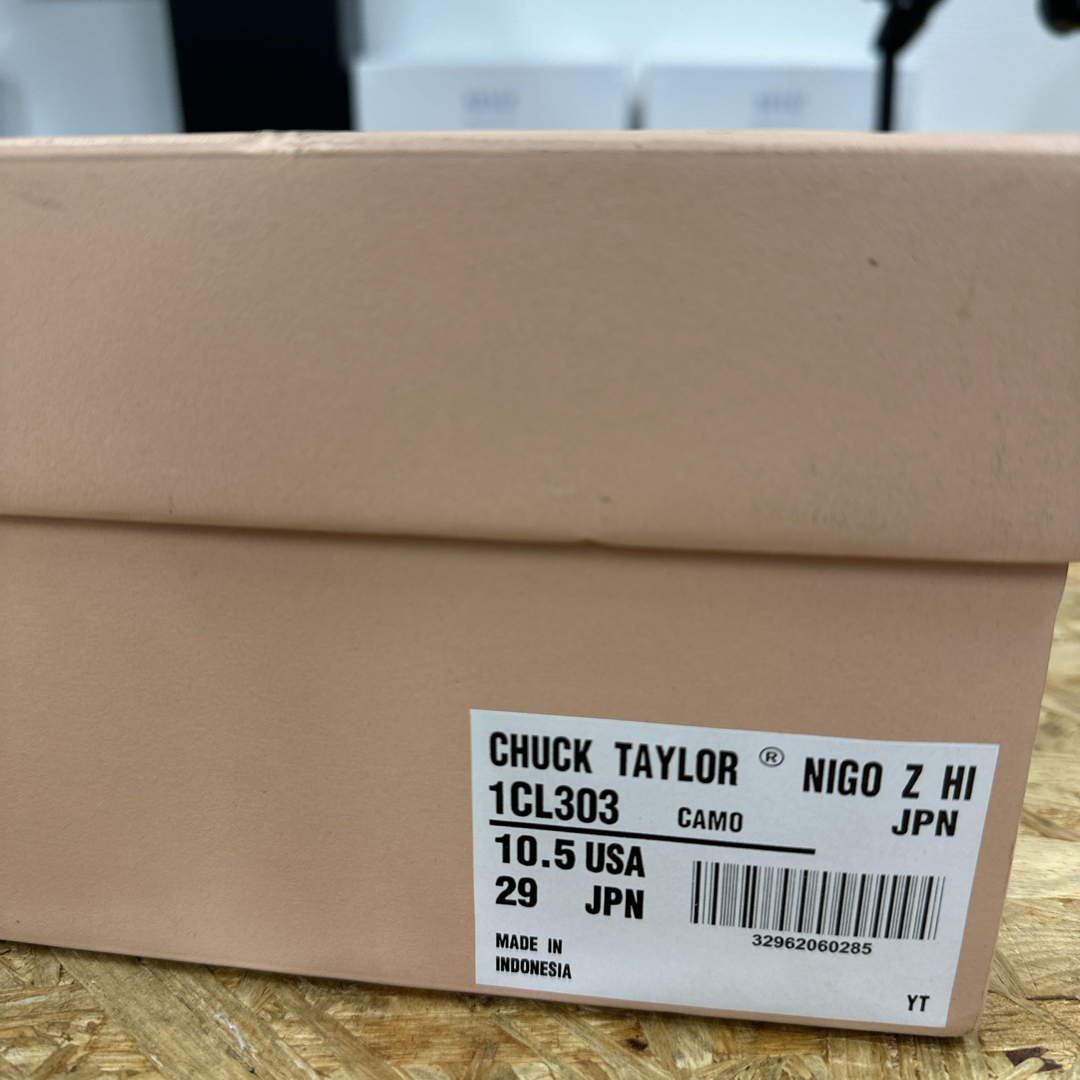 CHUCK TAYLOR ® NIGO Z HI
1CL303 CAMO JPN
10.5 USA
29 JPN
32962060285
MADE IN
INDONESIA
YT